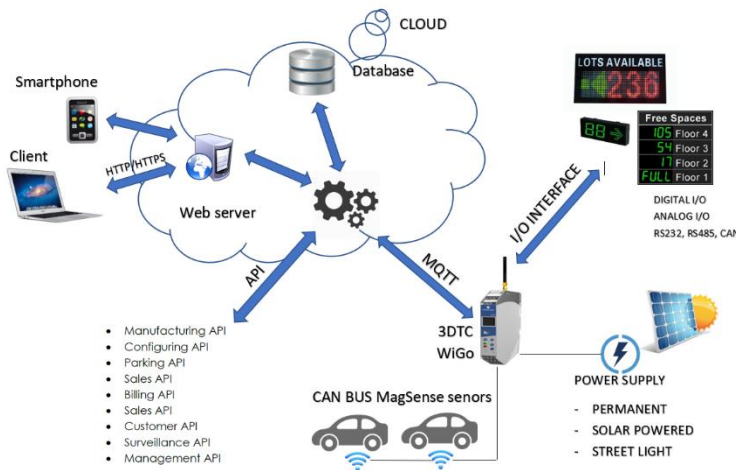 CLOUD
Database
Smartphone
Client
HTTP/HTTPS
Web server
LOTS AVAILABLE
236
88
Free Spaces
105 Floor 4
54 Floor 3
17 Floor 2
FULL Floor 1
DIGITAL I/O
ANALOG I/O
RS232, RS485, CAN
I/O INTERFACE
API
MQTT
3DTC
WiGo
• Manufacturing API
• Configuring API
• Parking API
• Sales API
• Billing API
• Sales API
• Customer API
• Surveillance API
• Management API
CAN BUS MagSense senors
POWER SUPPLY
- PERMANENT
- SOLAR POWERED
- STREET LIGHT